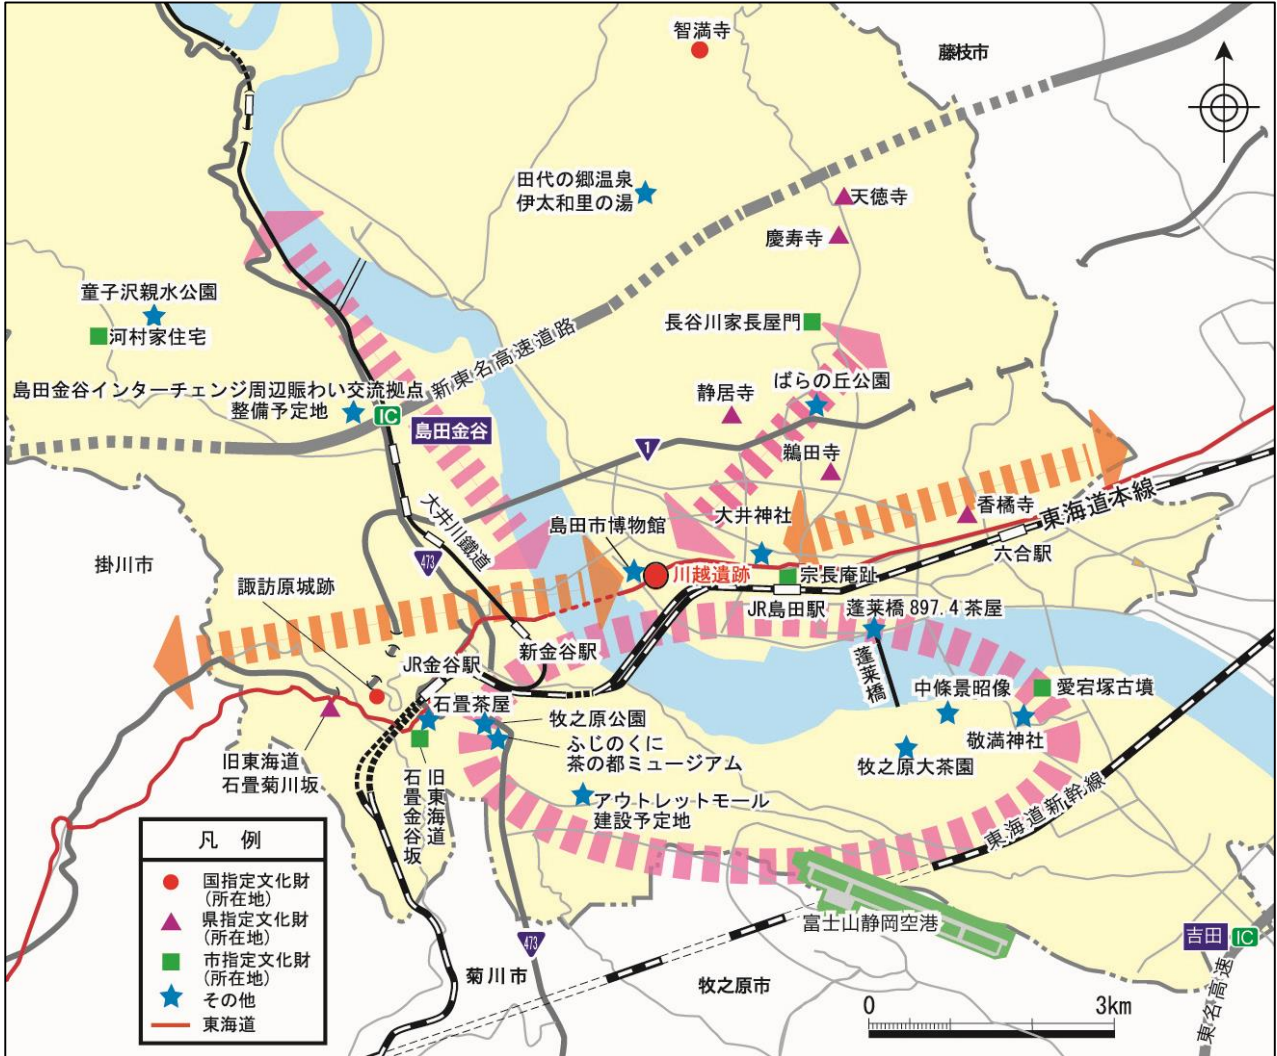 智満寺
藤枝市
田代の郷温泉
伊太和里の湯
天徳寺
慶寿寺
童子沢親水公園
河村家住宅
長谷川家長屋門
新東名高速道路
島田金谷インターチェンジ周辺賑わい交流拠点
整備予定地
IC
島田金谷
ばらの丘公園
静居寺
1
鵜田寺
大井川鐵道
473
島田市博物館
大井神社
香橘寺
東海道本線
六合駅
掛川市
諏訪原城跡
川越遺跡
宗長庵趾
JR島田駅
蓬莱橋897.4茶屋
新金谷駅
JR金谷駅
蓬莱橋
石畳茶屋
牧之原公園
中條景昭像
愛宕塚古墳
敬満神社
ふじのくに
茶の都ミュージアム
牧之原大茶園
旧東海道
石畳菊川坂
旧東海道
石畳金谷坂
アウトレットモール
建設予定地
東海道新幹線
富士山静岡空港
473
吉田
IC
東名高速
菊川市
牧之原市
0
3km
凡 例
国指定文化財
(所在地)
県指定文化財
(所在地)
市指定文化財
(所在地)
その他
東海道